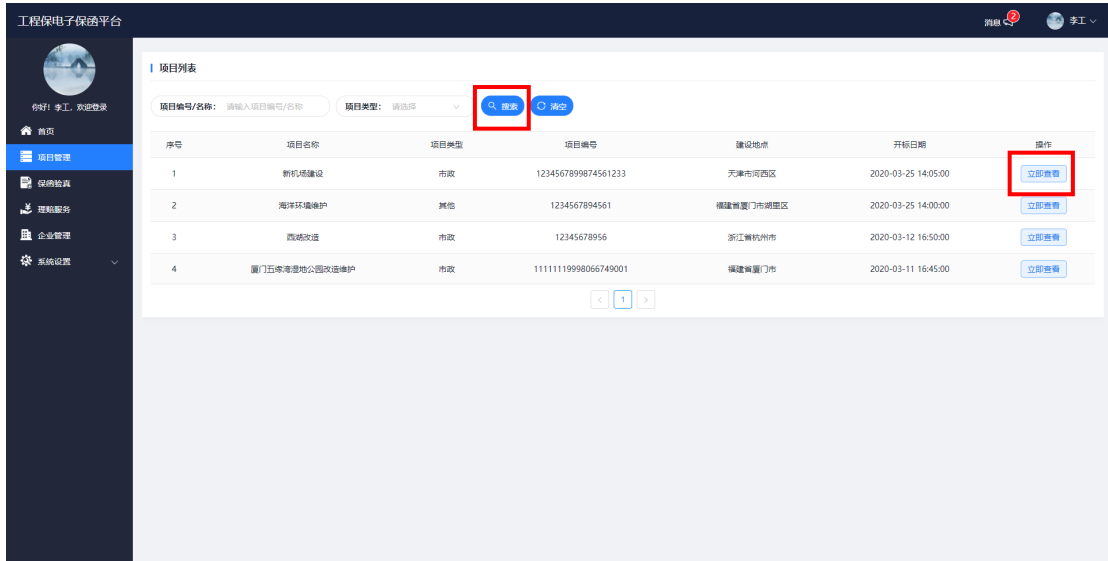 工程保电子保函平台
消息 2
李工
你好！李工，欢迎登录
首页
项目管理
保函验真
理赔服务
企业管理
系统设置
项目列表
项目编号/名称： 请输入项目编号/名称 项目类型： 请选择 搜索 清空
序号 项目名称 项目类型 项目编号 建设地点 开标日期 操作
1 新机场建设 市政 1234567899874561233 天津市河西区 2020-03-25 14:05:00 立即查看
2 海洋环境维护 其他 1234567894561 福建省厦门市湖里区 2020-03-25 14:00:00 立即查看
3 西湖改造 市政 12345678956 浙江省杭州市 2020-03-12 16:50:00 立即查看
4 厦门五缘湾湿地公园改造维护 市政 11111119998066749001 福建省厦门市 2020-03-11 16:45:00 立即查看
< 1 >